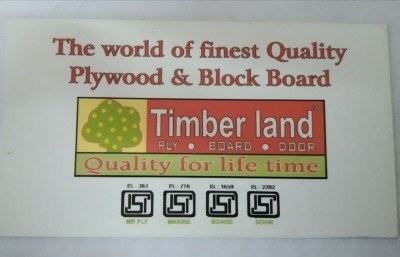 The world of finest Quality
Plywood & Block Board
Timber land
PLY • BOARD • DOOR
Quality for life time
IS : 303 IS : 710 IS : 1659 IS : 2202
MR PLY MARINE BOARD DOOR